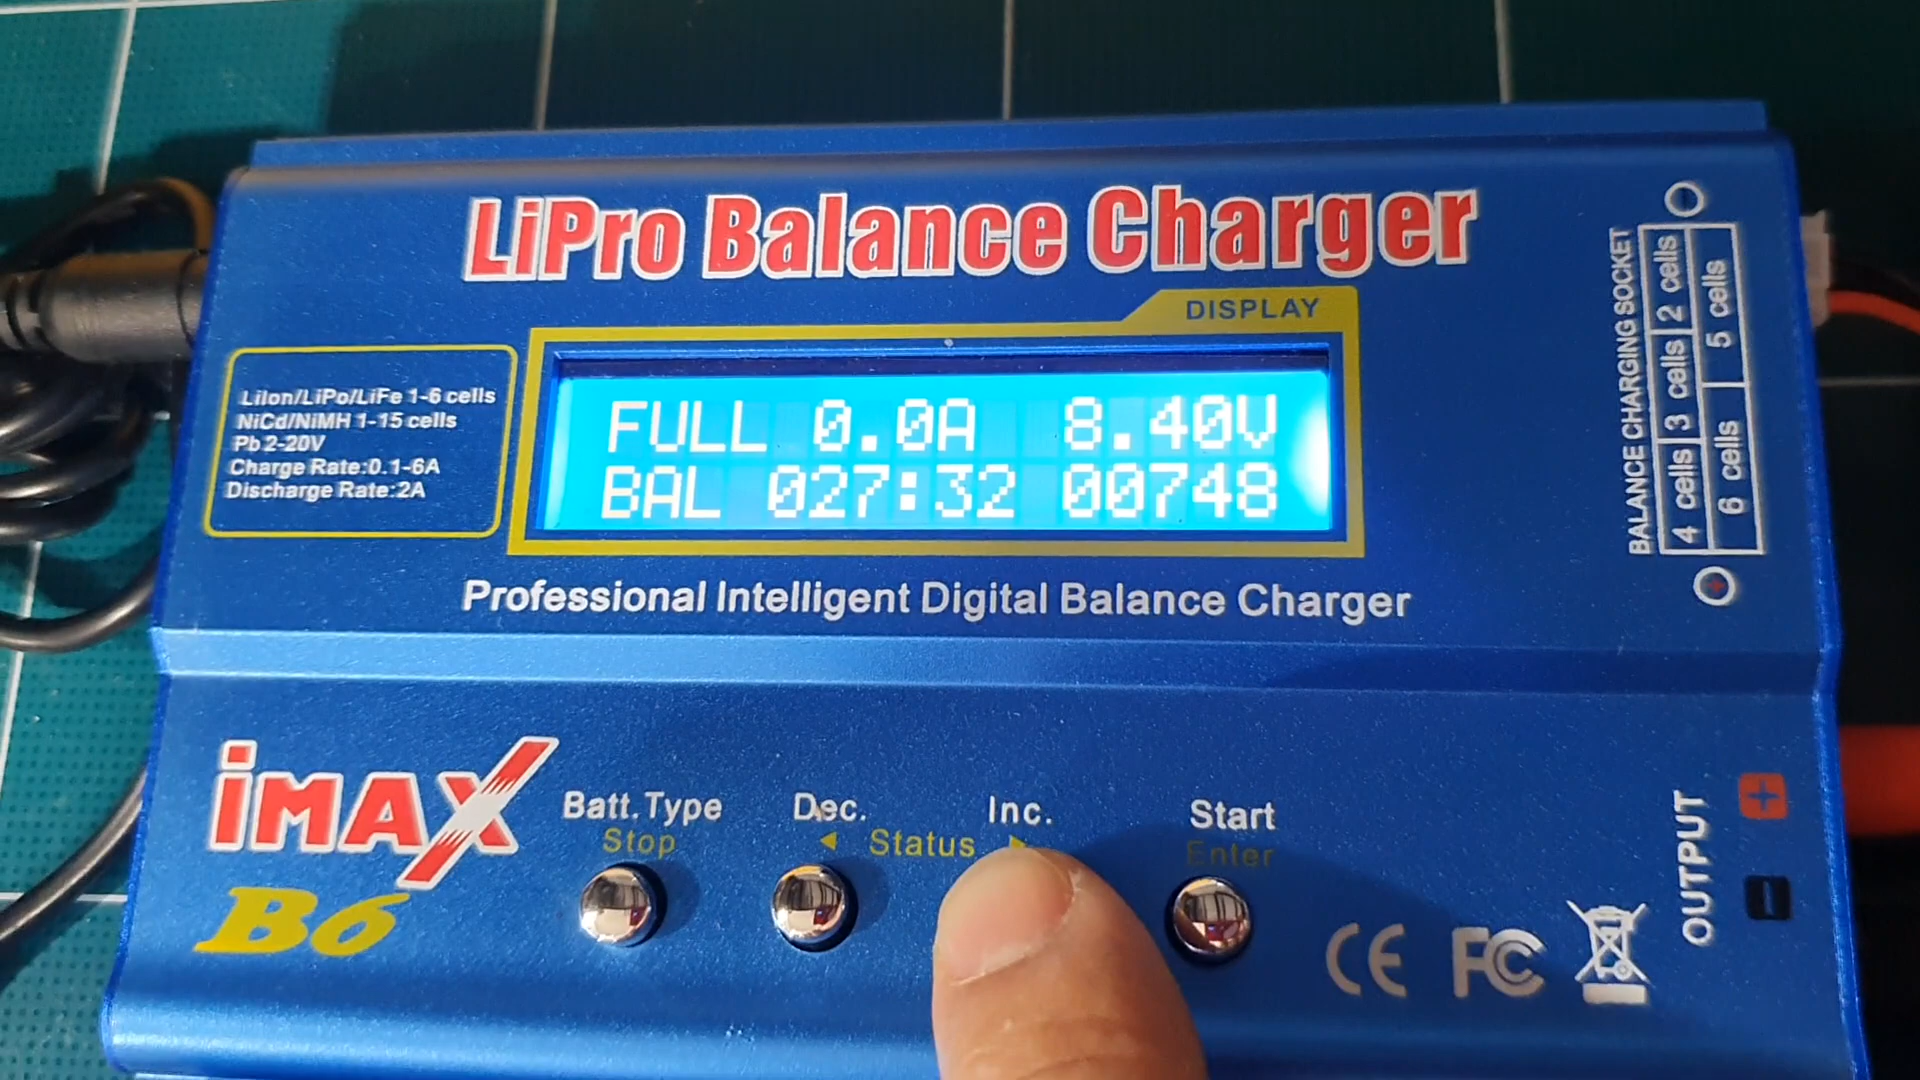 LiPro Balance Charger
DISPLAY
LiIon/LiPo/LiFe 1-6 cells
NiCd/NiMH 1-15 cells
Pb 2-20V
Charge Rate:0.1-6A
Discharge Rate:2A
FULL 0.0A 8.40V
BAL 027:32 00748
Professional Intelligent Digital Balance Charger
BALANCE CHARGING SOCKET
4 cells 3 cells 2 cells
6 cells 5 cells
iMAX
B6
Batt.Type
Stop
Dec.
Status
Inc.
Start
Enter
OUTPUT
+
-
CE FC